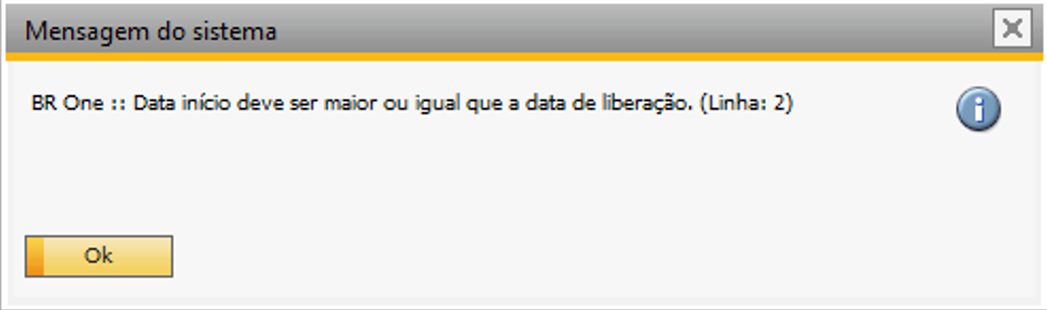 Mensagem do sistema
BR One :: Data início deve ser maior ou igual que a data de liberação. (Linha: 2)
Ok